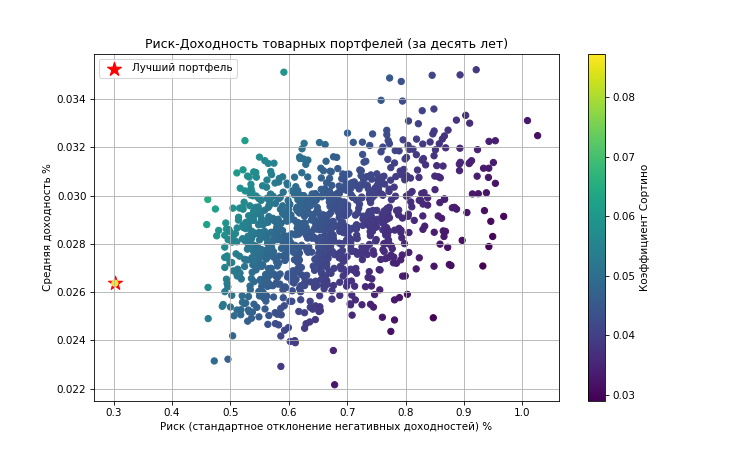 Риск-Доходность товарных портфелей (за десять лет)
Лучший портфель
Средняя доходность %
0.034
0.032
0.030
0.028
0.026
0.024
0.022
0.3 0.4 0.5 0.6 0.7 0.8 0.9 1.0
Риск (стандартное отклонение негативных доходностей) %
0.08
0.07
0.06
0.05
0.04
0.03
Коэффициент Сортино